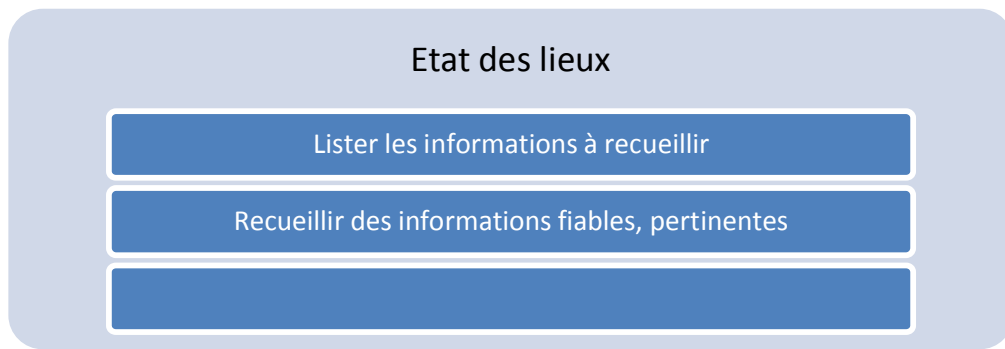 Etat des lieux
Lister les informations à recueillir
Recueillir des informations fiables, pertinentes